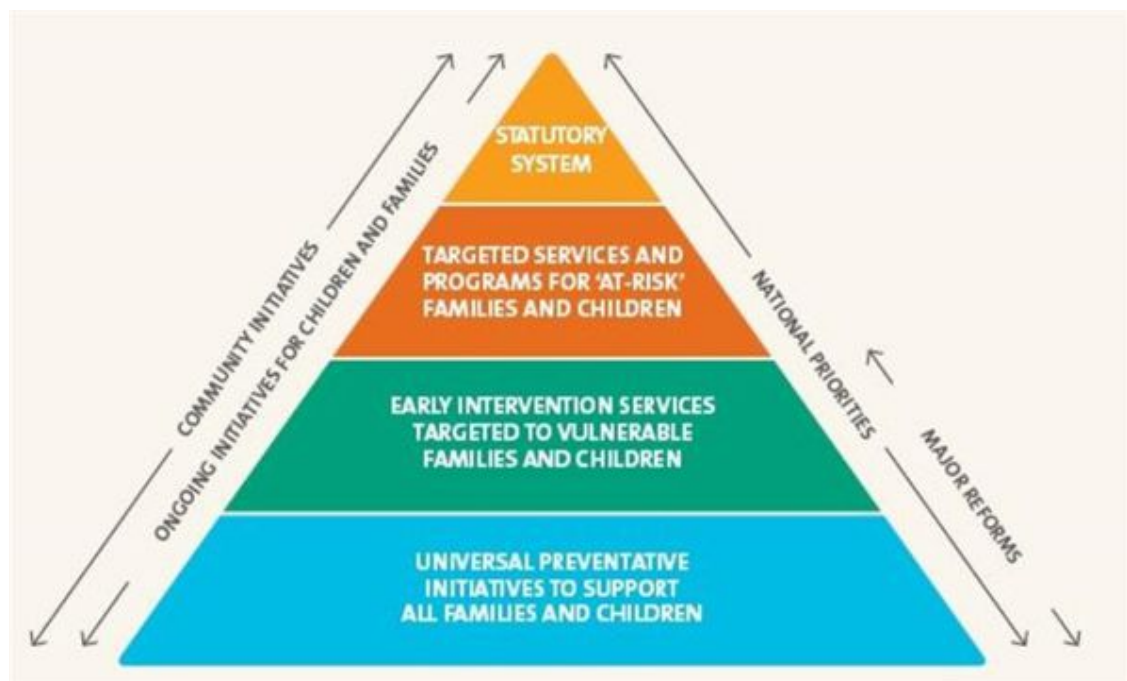 STATUTORY
SYSTEM
TARGETED SERVICES AND
PROGRAMS FOR ‘AT-RISK’
FAMILIES AND CHILDREN
EARLY INTERVENTION SERVICES
TARGETED TO VULNERABLE
FAMILIES AND CHILDREN
UNIVERSAL PREVENTATIVE
INITIATIVES TO SUPPORT
ALL FAMILIES AND CHILDREN
COMMUNITY INITIATIVES
ONGOING INITIATIVES FOR CHILDREN AND FAMILIES
NATIONAL PRIORITIES
MAJOR REFORMS